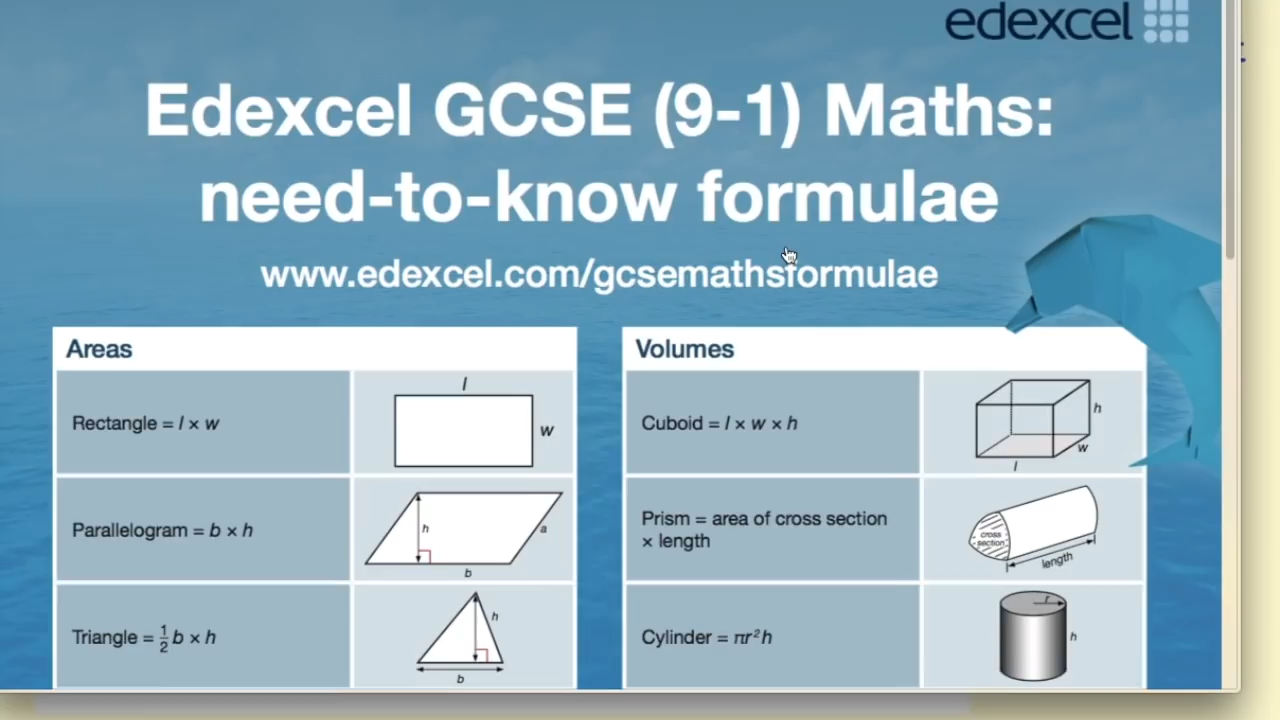 edexcel
Edexcel GCSE (9-1) Maths:
need-to-know formulae
www.edexcel.com/gcsemathsformulae
Areas
Rectangle = l × w
l
w
Parallelogram = b × h
h
a
b
Triangle = 1/2 b × h
h
b
Volumes
Cuboid = l × w × h
h
w
l
Prism = area of cross section
× length
cross
section
length
Cylinder = πr²h
r
h